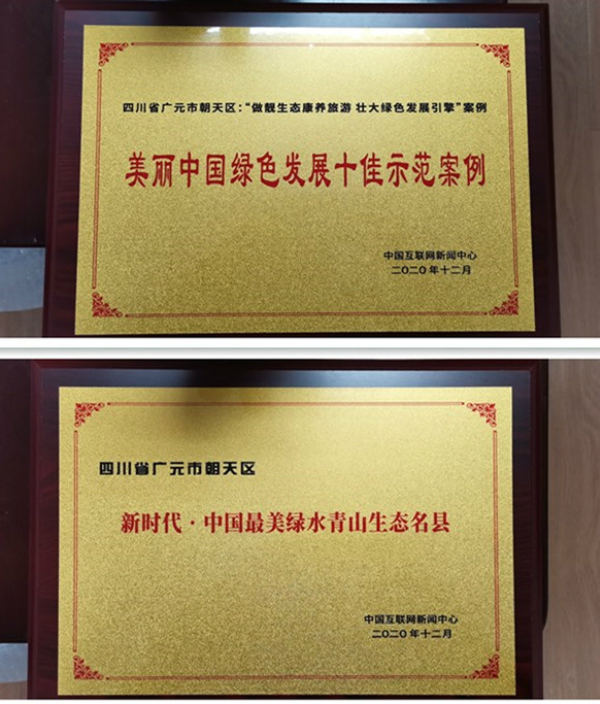 四川省广元市朝天区：“做靓生态康养旅游 壮大绿色发展引擎”案例
美丽中国绿色发展十佳示范案例
中国互联网新闻中心
二〇二〇年十二月
四川省广元市朝天区
新时代·中国最美绿水青山生态名县
中国互联网新闻中心
二〇二〇年十二月